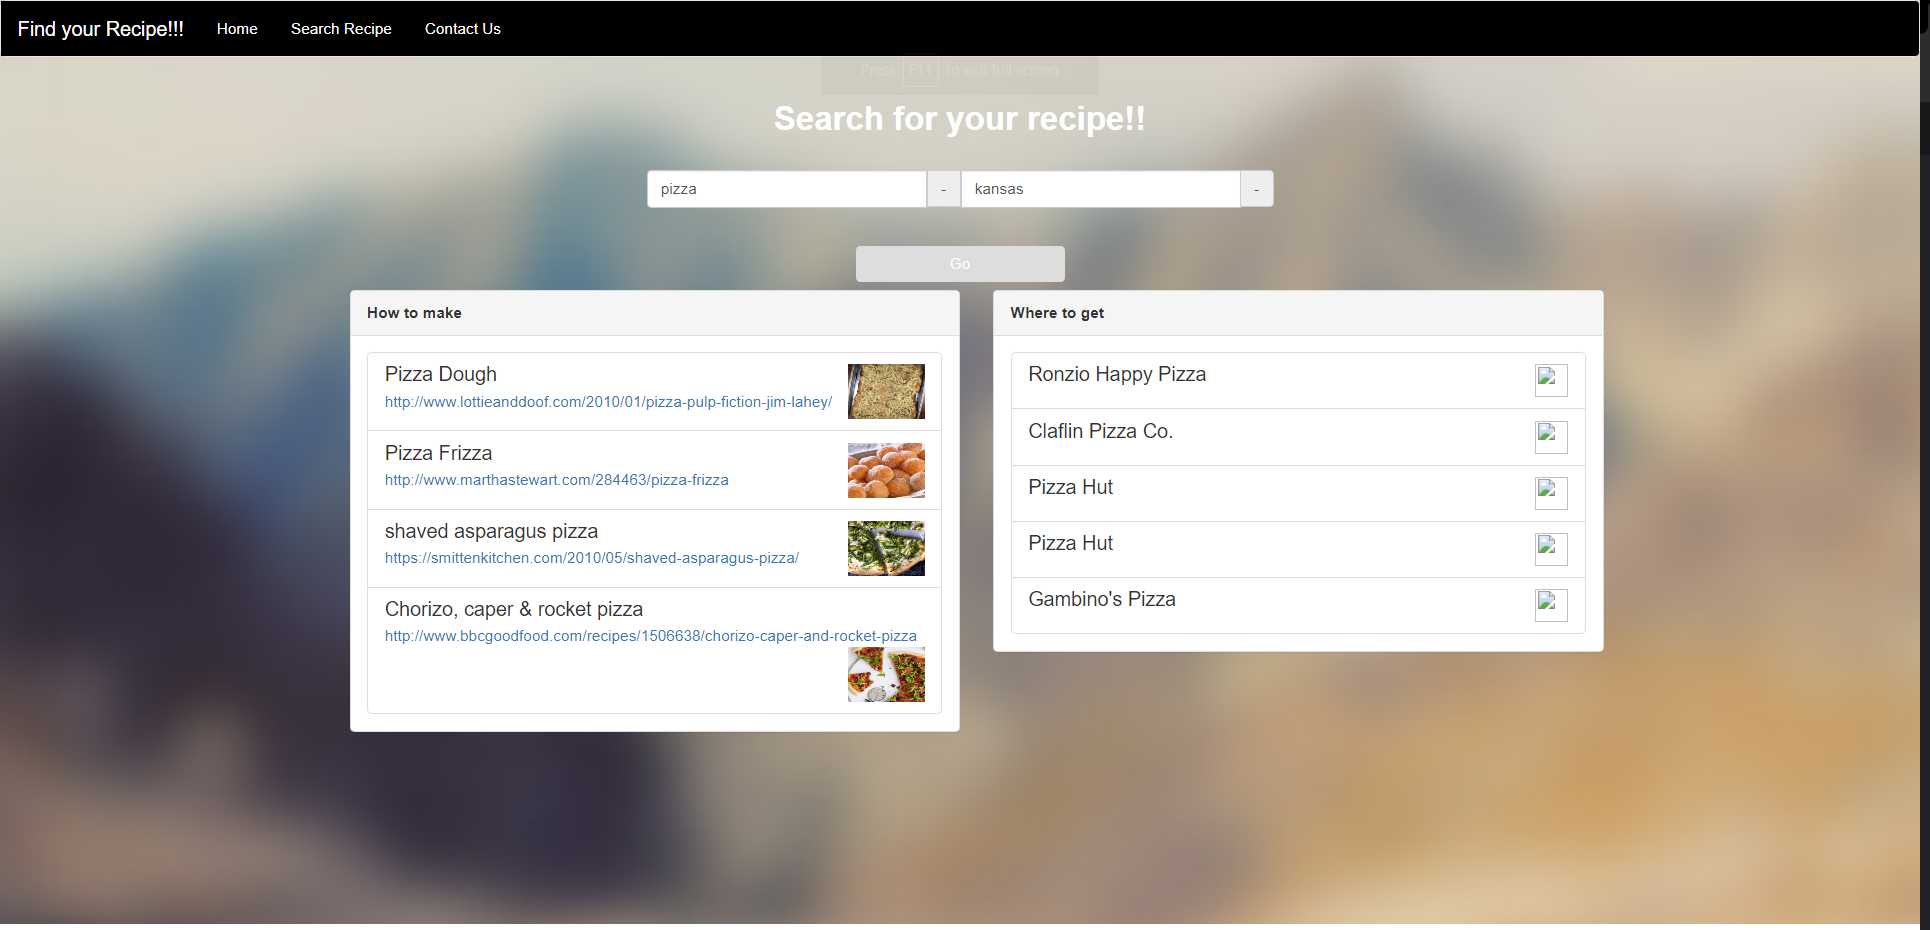 Find your Recipe!!! Home Search Recipe Contact Us
Press F11 to exit full screen
Search for your recipe!!
pizza - kansas -
Go
How to make
Pizza Dough
http://www.lottieanddoof.com/2010/01/pizza-pulp-fiction-jim-lahey/
Pizza Frizza
http://www.marthastewart.com/284463/pizza-frizza
shaved asparagus pizza
https://smittenkitchen.com/2010/05/shaved-asparagus-pizza/
Chorizo, caper & rocket pizza
http://www.bbcgoodfood.com/recipes/1506638/chorizo-caper-and-rocket-pizza
Where to get
Ronzio Happy Pizza
Claflin Pizza Co.
Pizza Hut
Pizza Hut
Gambino's Pizza